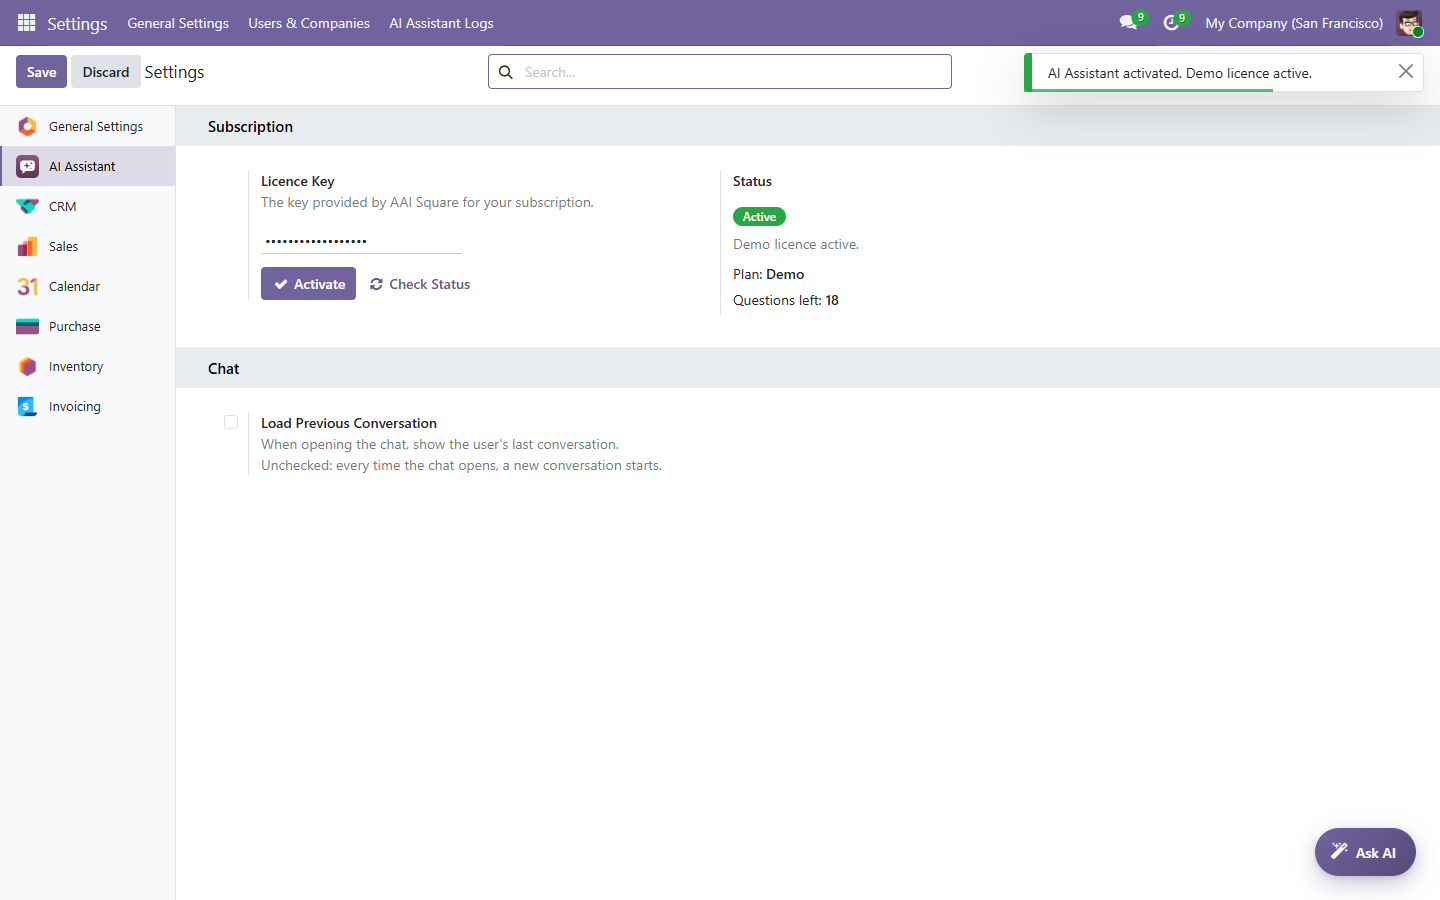 Settings
General Settings
Users & Companies
AI Assistant Logs
9
9
My Company (San Francisco)
Save
Discard
Settings
Search...
AI Assistant activated. Demo licence active.
General Settings
AI Assistant
CRM
Sales
31
Calendar
Purchase
Inventory
$
Invoicing
Subscription
Licence Key
The key provided by AAI Square for your subscription.
••••••••••••••••••
Activate
Check Status
Status
Active
Demo licence active.
Plan: Demo
Questions left: 18
Chat
Load Previous Conversation
When opening the chat, show the user's last conversation.
Unchecked: every time the chat opens, a new conversation starts.
Ask AI